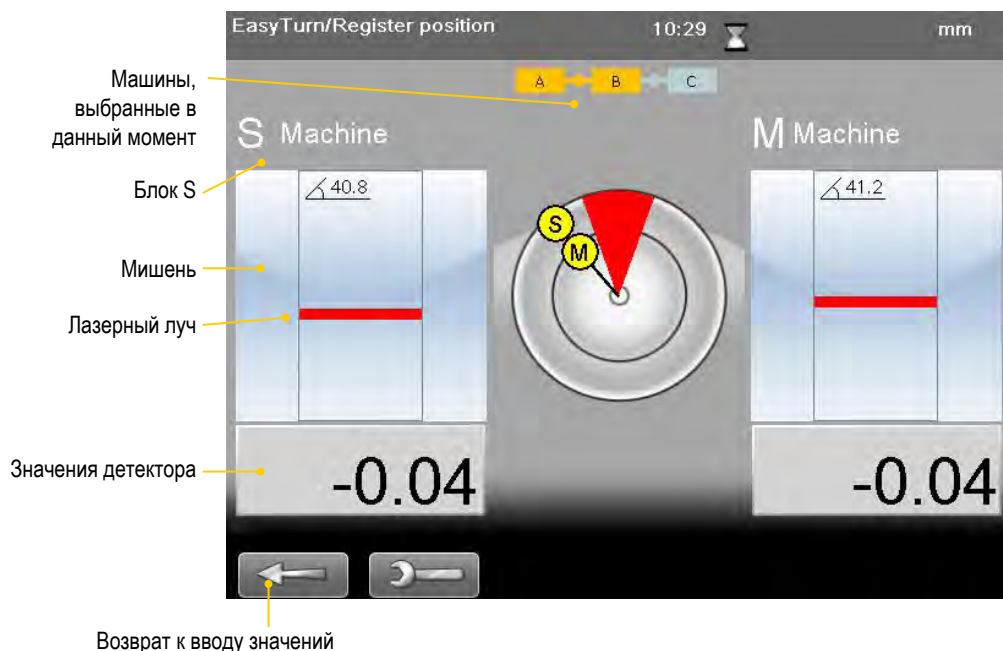 EasyTurn/Register position 10:29 mm
Машины,
выбранные в
данный момент
A B C
S Machine
M Machine
Блок S
40.8
41.2
S
M
Мишень
Лазерный луч
Значения детектора
-0.04
-0.04
Возврат к вводу значений